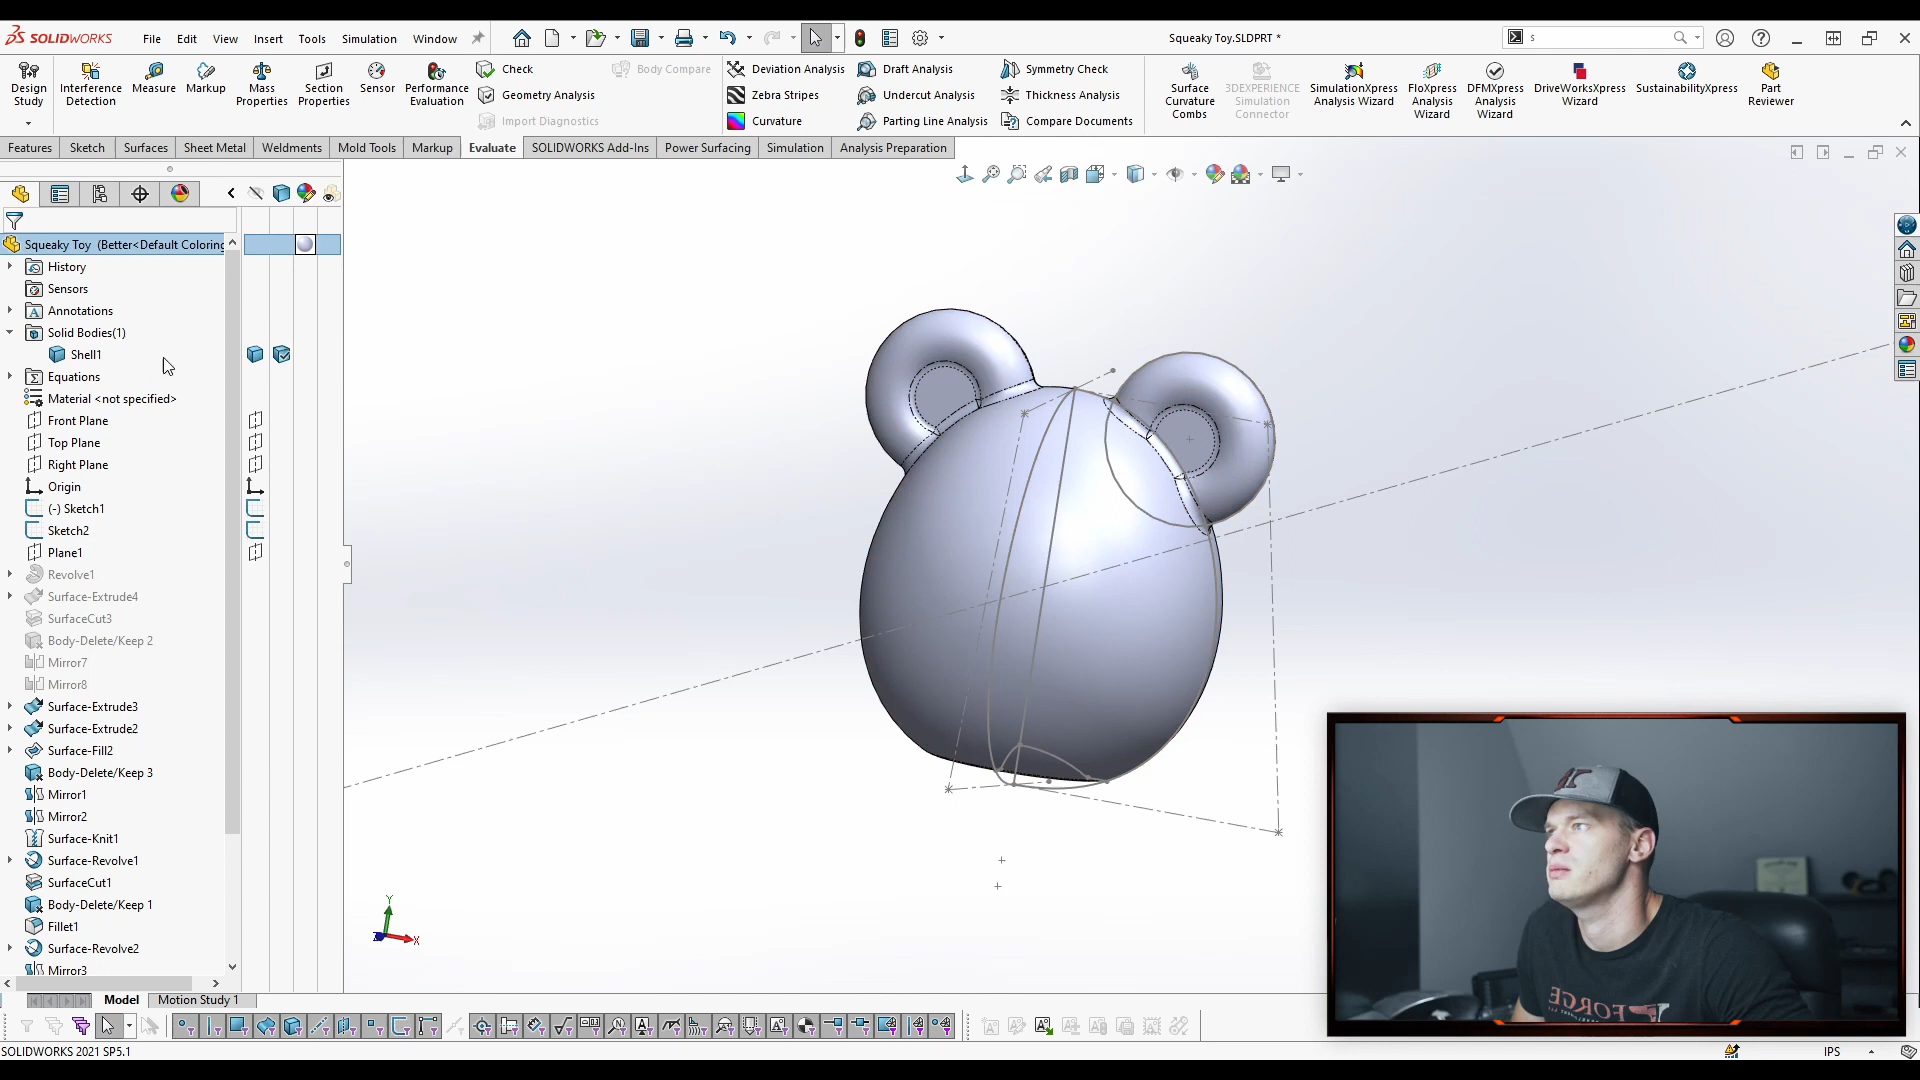 SOLIDWORKS File Edit View Insert Tools Simulation Window Squeaky Toy.SLDPRT * s
Design Study
Interference Detection
Measure
Markup
Mass Properties
Section Properties
Sensor
Performance Evaluation
Check
Geometry Analysis
Import Diagnostics
Body Compare
Deviation Analysis
Zebra Stripes
Curvature
Draft Analysis
Undercut Analysis
Parting Line Analysis
Symmetry Check
Thickness Analysis
Compare Documents
Surface Curvature Combs
3DEXPERIENCE Simulation Connector
SimulationXpress Analysis Wizard
FloXpress Analysis Wizard
DFMXpress Analysis Wizard
DriveWorksXpress Wizard
SustainabilityXpress
Part Reviewer
Features Sketch Surfaces Sheet Metal Weldments Mold Tools Markup Evaluate SOLIDWORKS Add-Ins Power Surfacing Simulation Analysis Preparation
Squeaky Toy (Better<Default Coloring
History
Sensors
Annotations
Solid Bodies(1)
Shell1
Equations
Material <not specified>
Front Plane
Top Plane
Right Plane
Origin
(-) Sketch1
Sketch2
Plane1
Revolve1
Surface-Extrude4
SurfaceCut3
Body-Delete/Keep 2
Mirror7
Mirror8
Surface-Extrude3
Surface-Extrude2
Surface-Fill2
Body-Delete/Keep 3
Mirror1
Mirror2
Surface-Knit1
Surface-Revolve1
SurfaceCut1
Body-Delete/Keep 1
Fillet1
Surface-Revolve2
Mirror3
Y
X
Z
Model Motion Study 1
SOLIDWORKS 2021 SP5.1
IPS
FORGE